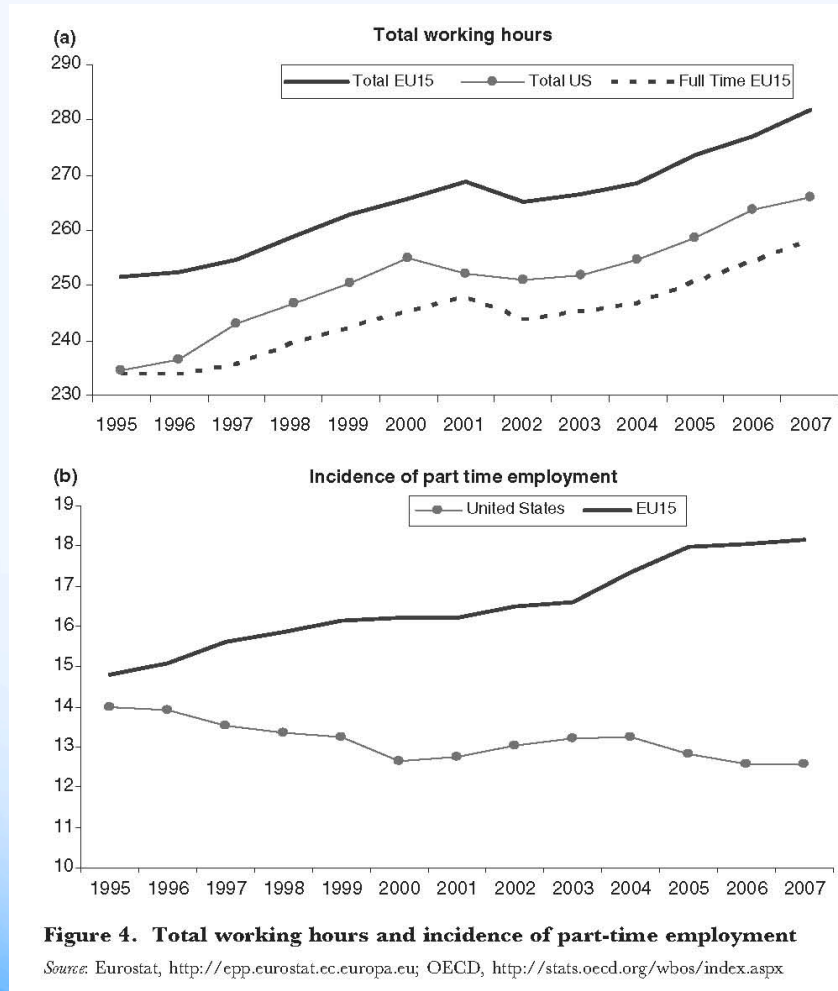 (a)
Total working hours
290
Total EU15 Total US Full Time EU15
280
270
260
250
240
230
1995 1996 1997 1998 1999 2000 2001 2002 2003 2004 2005 2006 2007
(b)
Incidence of part time employment
19
United States EU15
18
17
16
15
14
13
12
11
10
1995 1996 1997 1998 1999 2000 2001 2002 2003 2004 2005 2006 2007
Figure 4. Total working hours and incidence of part-time employment
Source: Eurostat, http://epp.eurostat.ec.europa.eu; OECD, http://stats.oecd.org/wbos/index.aspx